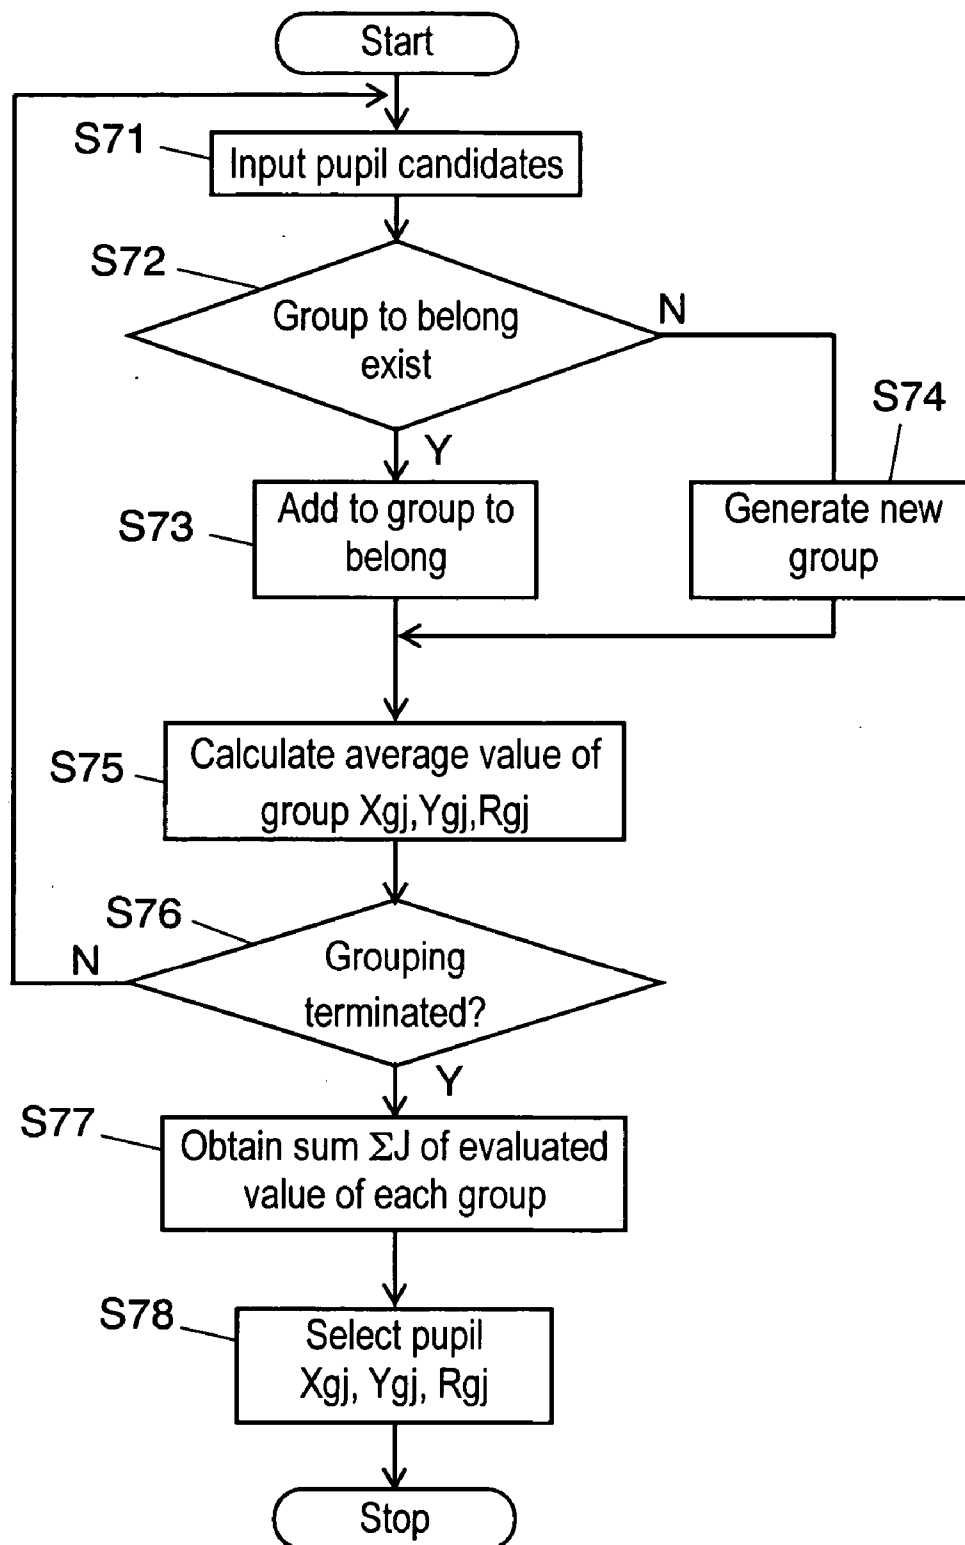 Start
S71
Input pupil candidates
S72
Group to belong
exist
N
S74
Y
S73
Add to group to
belong
Generate new
group
S75
Calculate average value of
group Xgj,Ygj,Rgj
S76
N
Grouping
terminated?
Y
S77
Obtain sum ΣJ of evaluated
value of each group
S78
Select pupil
Xgj, Ygj, Rgj
Stop